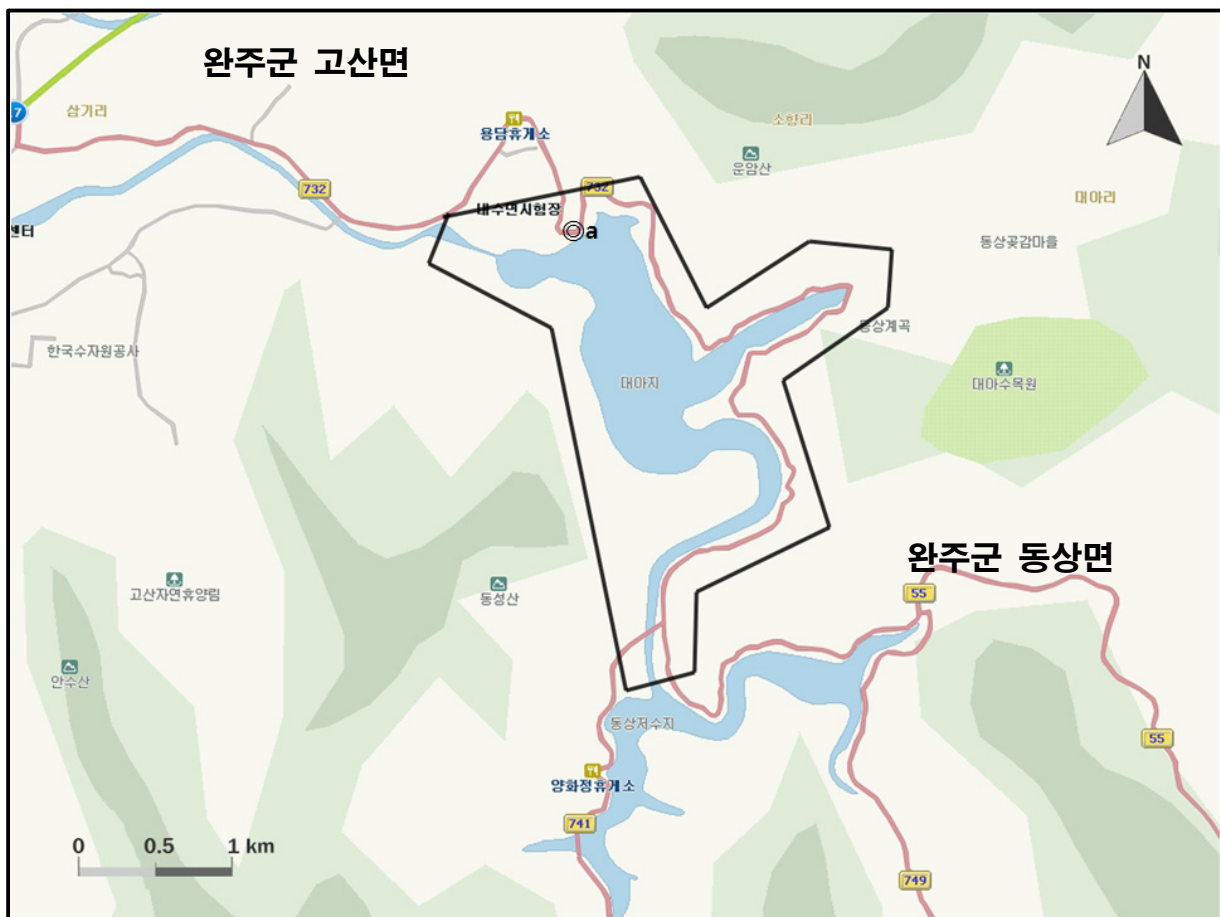 완주군 고산면
N
17
삼기리
용담휴게소
소향리
운암산
732
732
대아리
내수면시험장
a
센터
동상곶감마을
동상계곡
한국수자원공사
대아지
대아수목원
완주군 동상면
고산자연휴양림
동성산
55
안수산
동상저수지
55
양화정휴게소
741
0 0.5 1 km
749